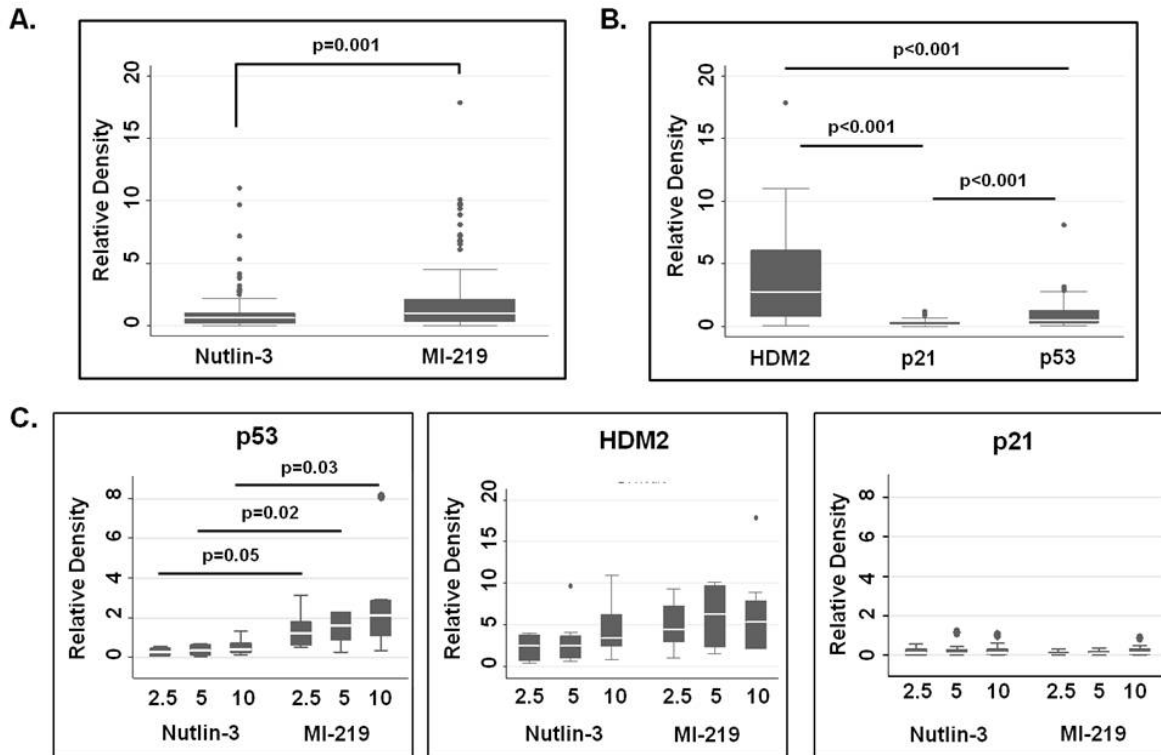 A.
p=0.001
Relative Density
20
15
10
5
0
Nutlin-3 MI-219
B.
p<0.001
p<0.001
p<0.001
Relative Density
20
15
10
5
0
HDM2 p21 p53
C.
p53
p=0.03
p=0.02
p=0.05
Relative Density
8
6
4
2
0
2.5 5 10 2.5 5 10
Nutlin-3 MI-219
HDM2
Relative Density
20
15
10
5
0
2.5 5 10 2.5 5 10
Nutlin-3 MI-219
p21
Relative Density
8
6
4
2
0
2.5 5 10 2.5 5 10
Nutlin-3 MI-219